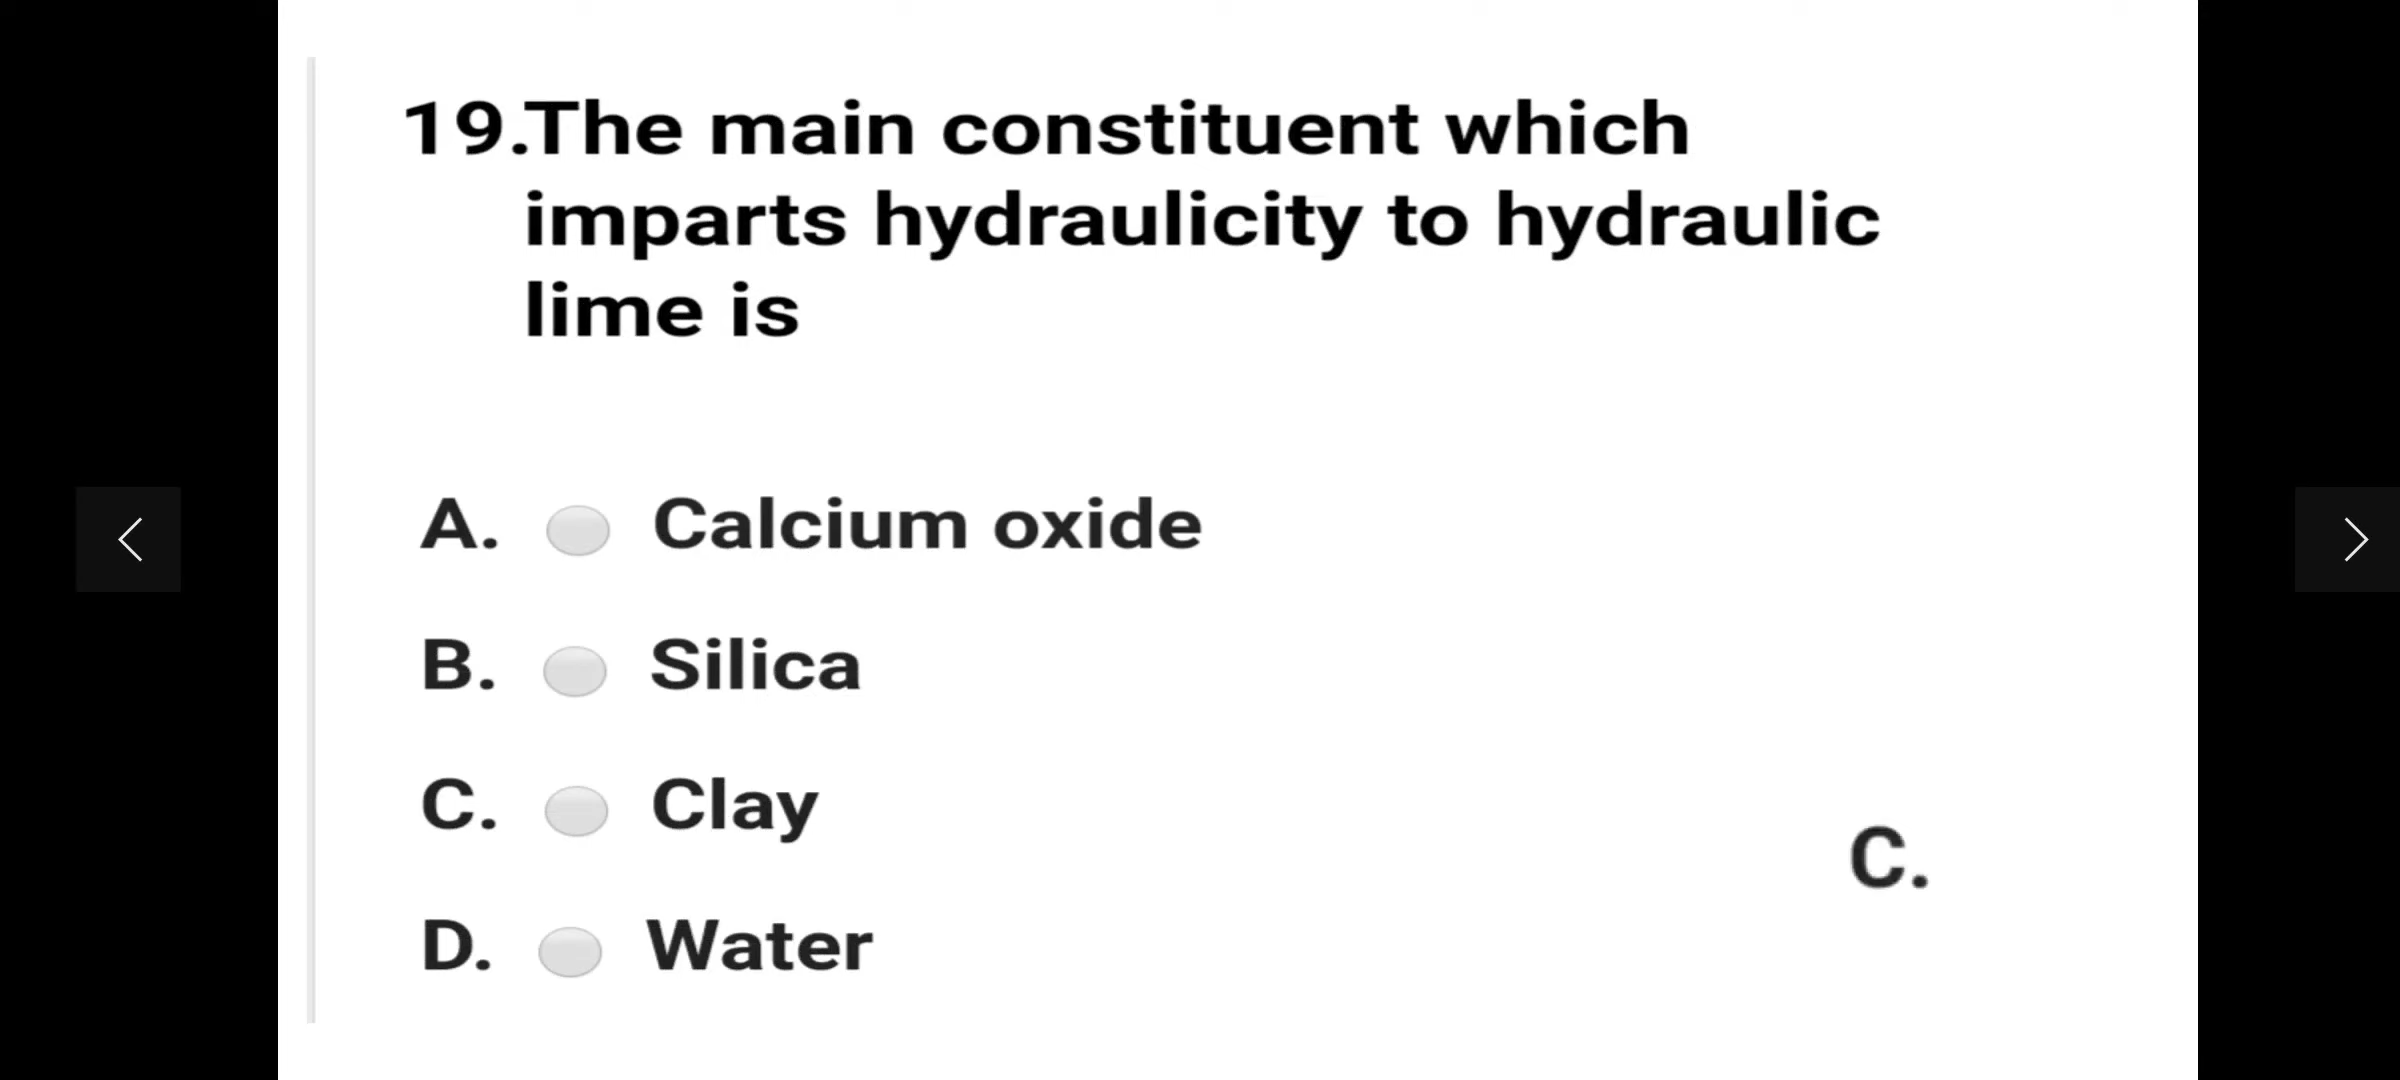 19.The main constituent which
imparts hydraulicity to hydraulic
lime is
A. Calcium oxide
B. Silica
C. Clay
C.
D. Water